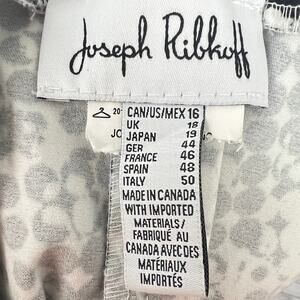 Joseph Ribkoff
20
CAN/US/MEX 16
UK 18
JAPAN 19
GER 44
FRANCE 46
SPAIN 48
ITALY 50
MADE IN CANADA
WITH IMPORTED
MATERIALS/
FABRIQUÉ AU
CANADA AVEC DES
MATÉRIAUX
IMPORTÉS